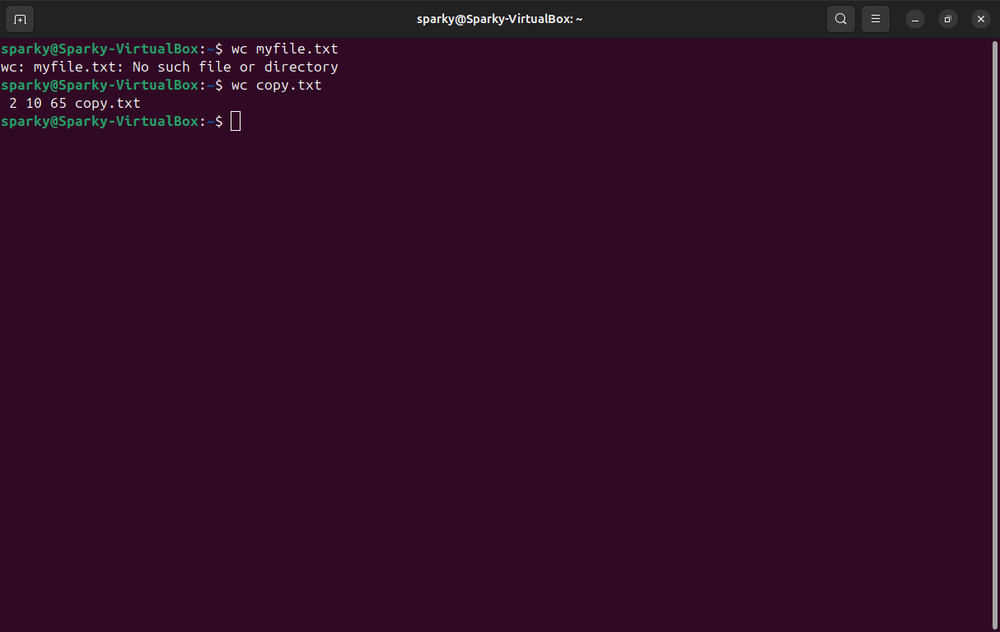 sparky@Sparky-VirtualBox: ~
sparky@Sparky-VirtualBox:~$ wc myfile.txt
wc: myfile.txt: No such file or directory
sparky@Sparky-VirtualBox:~$ wc copy.txt
 2 10 65 copy.txt
sparky@Sparky-VirtualBox:~$